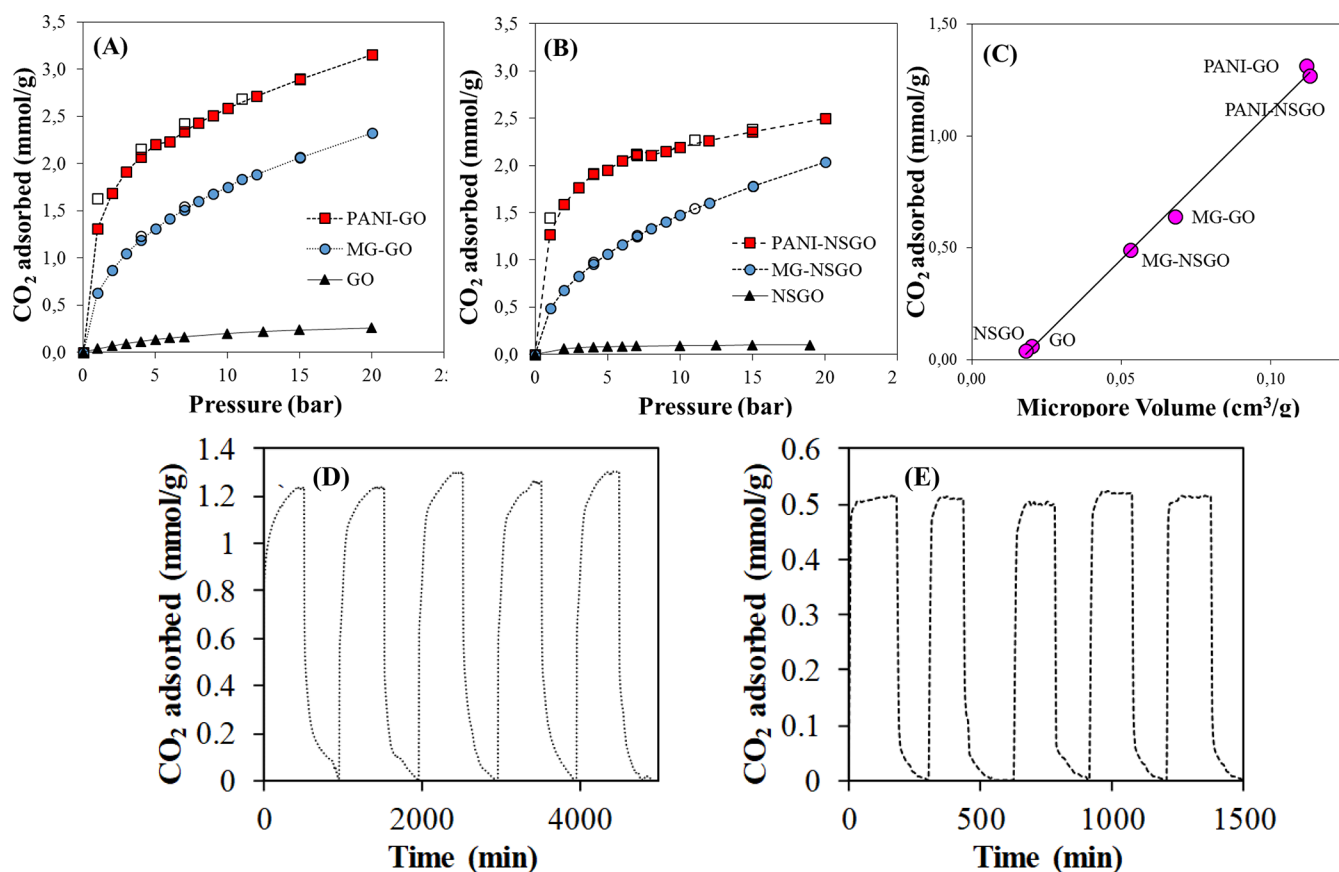 (A)
CO2 adsorbed (mmol/g)
3,5
3,0
2,5
2,0
1,5
1,0
0,5
0,0
PANI-GO
MG-GO
GO
0 5 10 15 20 2:
Pressure (bar)
(B)
CO2 adsorbed (mmol/g)
3,5
3,0
2,5
2,0
1,5
1,0
0,5
0,0
PANI-NSGO
MG-NSGO
NSGO
0 5 10 15 20 2
Pressure (bar)
(C)
CO2 adsorbed (mmol/g)
1,50
1,00
0,50
0,00
PANI-GO
PANI-NSGO
MG-GO
MG-NSGO
NSGO
GO
0,00 0,05 0,10
Micropore Volume (cm3/g)
(D)
CO2 adsorbed (mmol/g)
1.4
1.2
1
0.8
0.6
0.4
0.2
0
0 2000 4000
Time (min)
(E)
CO2 adsorbed (mmol/g)
0.6
0.5
0.4
0.3
0.2
0.1
0
0 500 1000 1500
Time (min)